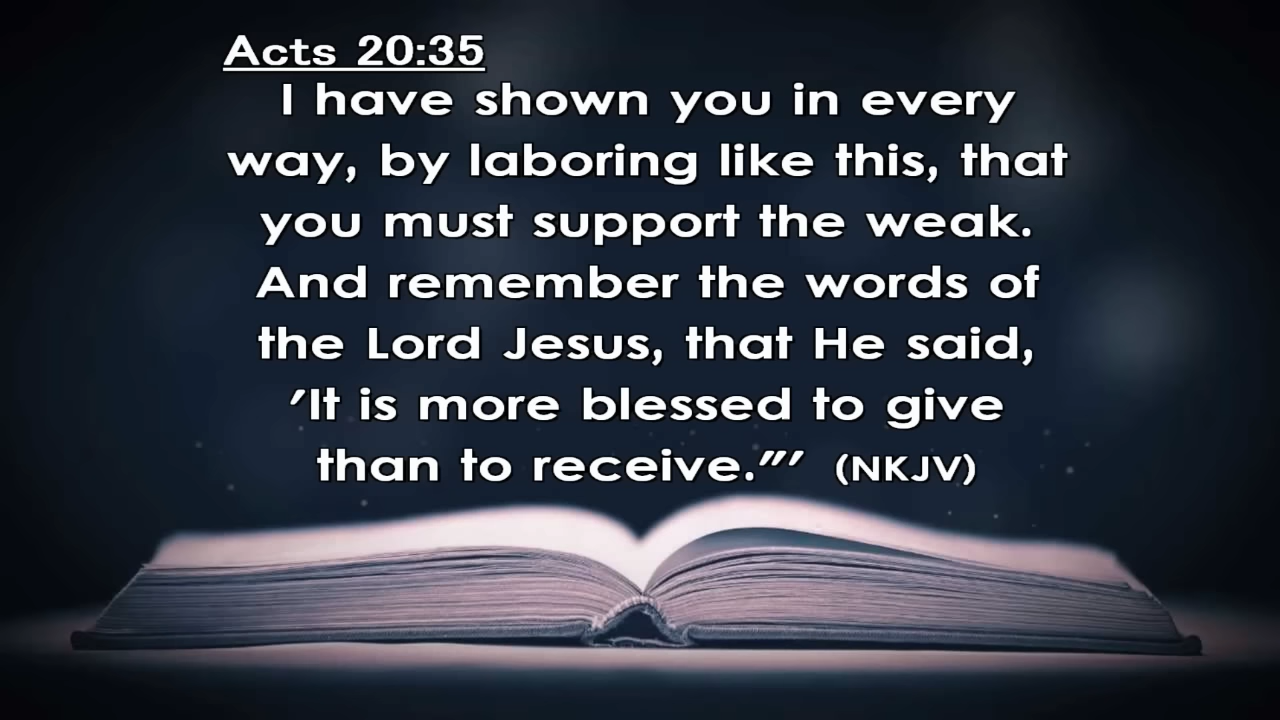 Acts 20:35
I have shown you in every
way, by laboring like this, that
you must support the weak.
And remember the words of
the Lord Jesus, that He said,
′It is more blessed to give
than to receive.″′ (NKJV)